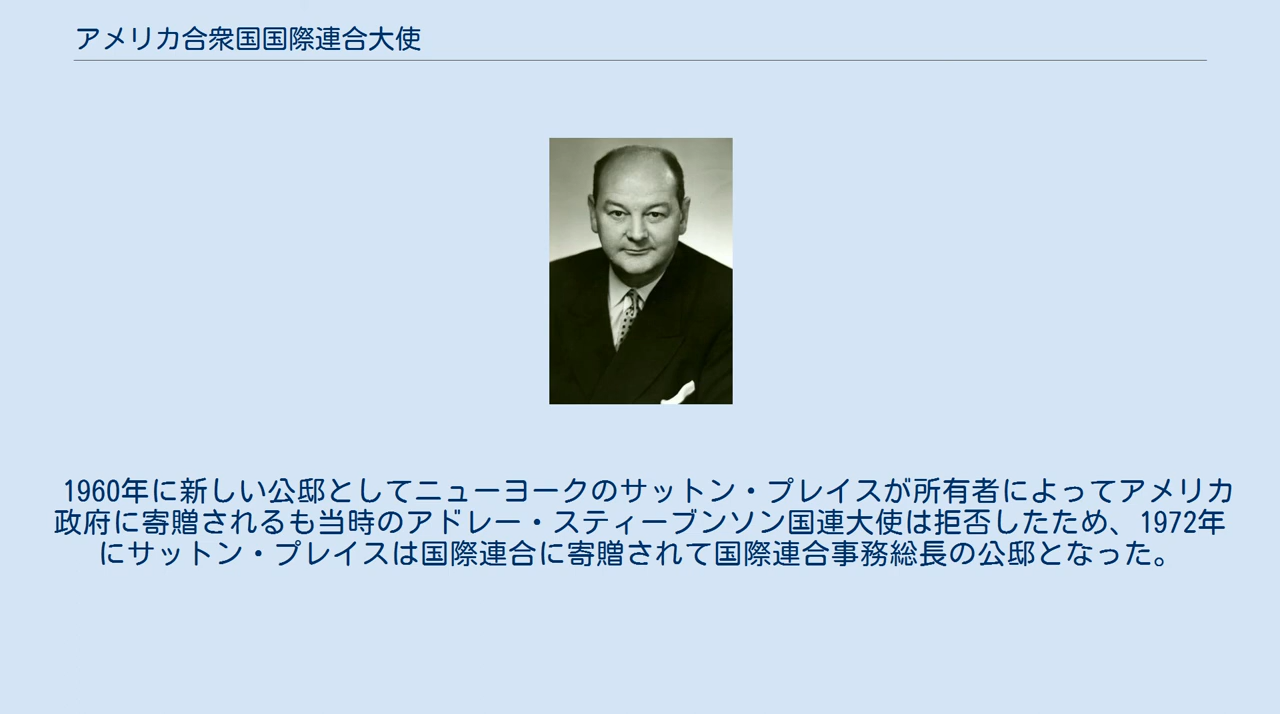 アメリカ合衆国国際連合大使
1960年に新しい公邸としてニューヨークのサットン・プレイスが所有者によってアメリカ
政府に寄贈されるも当時のアドレー・スティーブンソン国連大使は拒否したため、1972年
にサットン・プレイスは国際連合に寄贈されて国際連合事務総長の公邸となった。